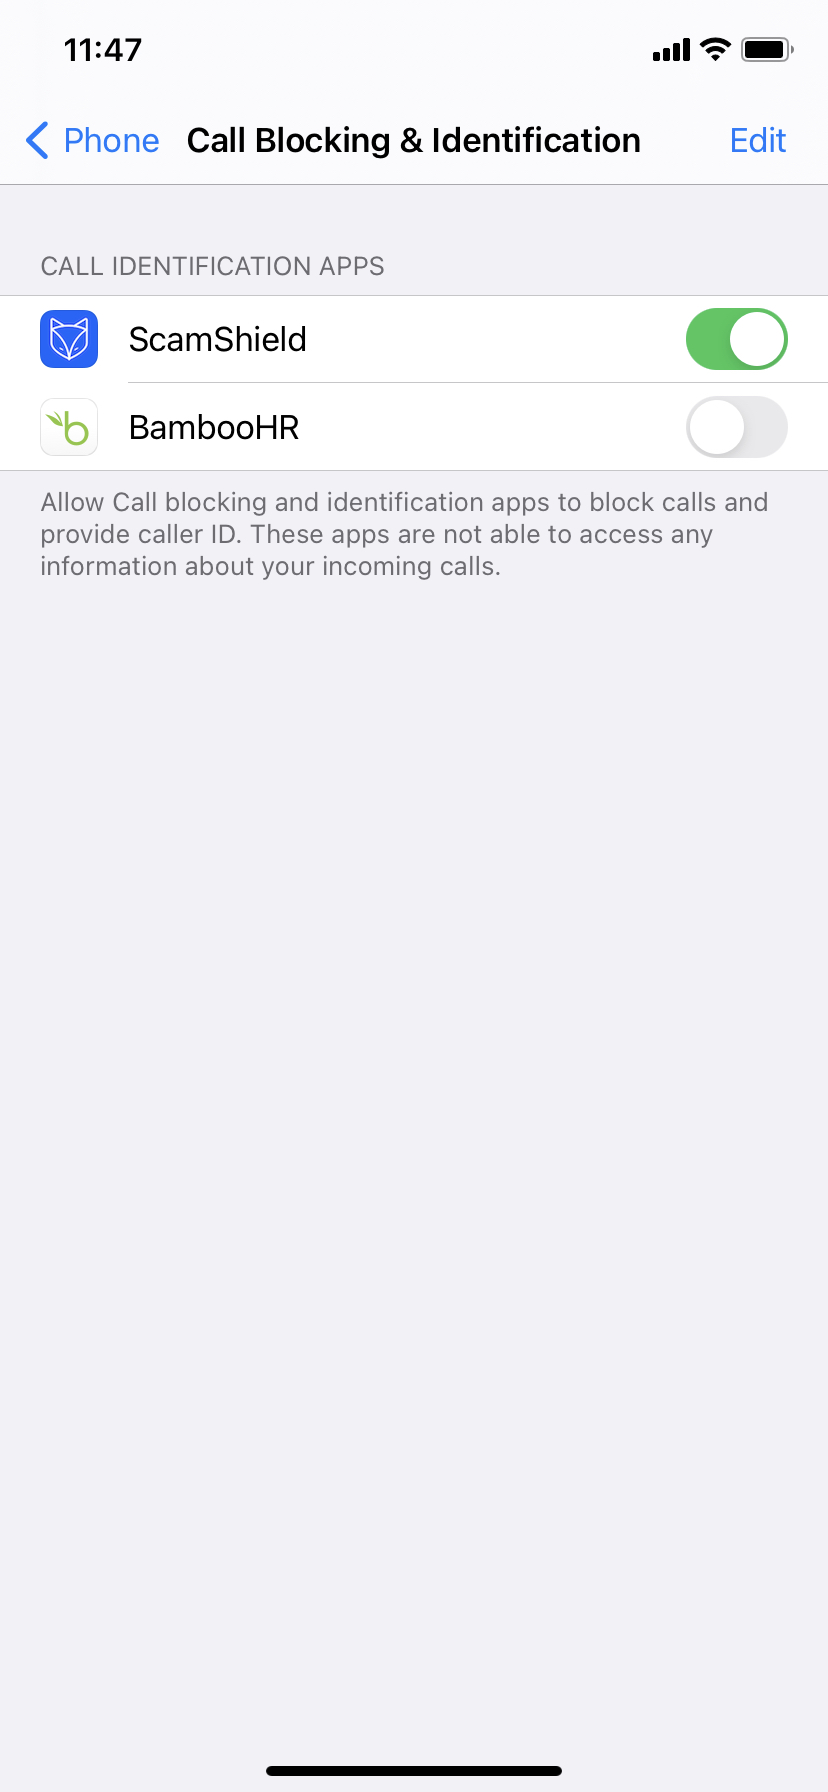 11:47
Phone Call Blocking & Identification Edit
CALL IDENTIFICATION APPS
ScamShield
BambooHR
Allow Call blocking and identification apps to block calls and
provide caller ID. These apps are not able to access any
information about your incoming calls.